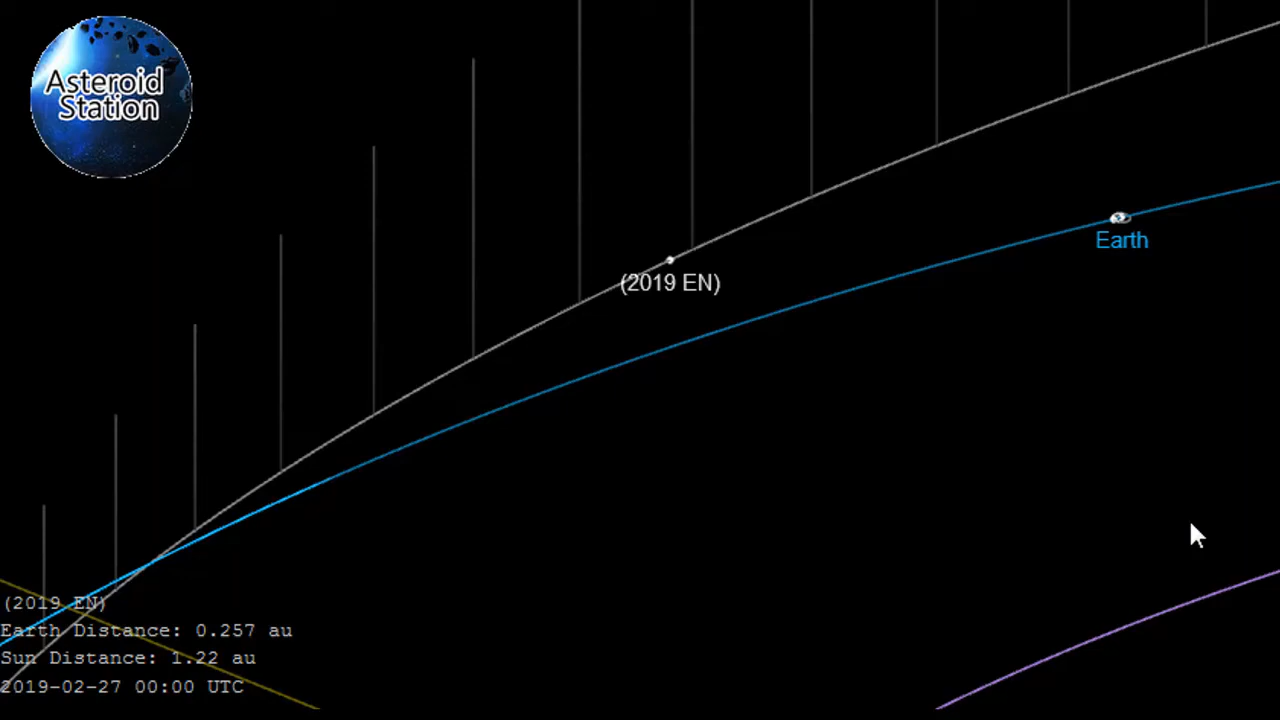 Asteroid
Station
Earth
(2019 EN)
(2019 EN)
Earth Distance: 0.257 au
Sun Distance: 1.22 au
2019-02-27 00:00 UTC